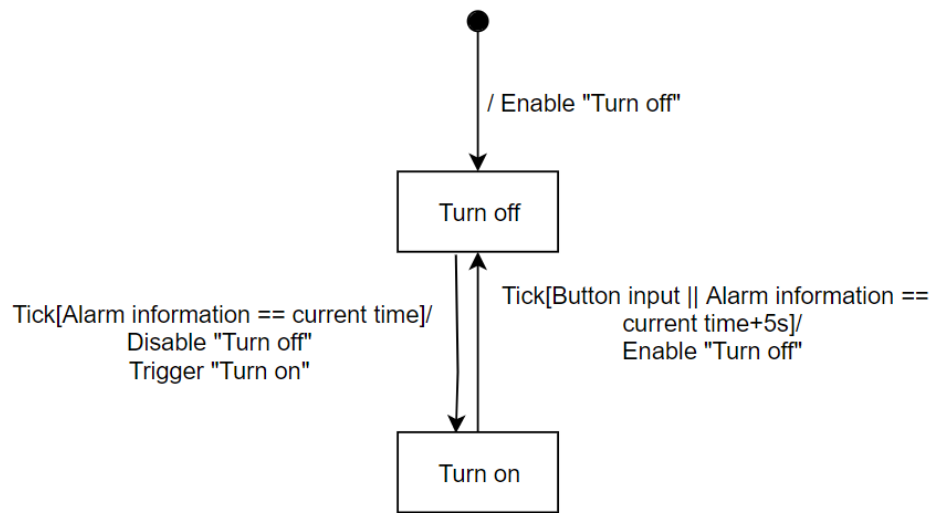 / Enable "Turn off"
Turn off
Tick[Alarm information == current time]/
Disable "Turn off"
Trigger "Turn on"
Tick[Button input || Alarm information ==
current time+5s]/
Enable "Turn off"
Turn on